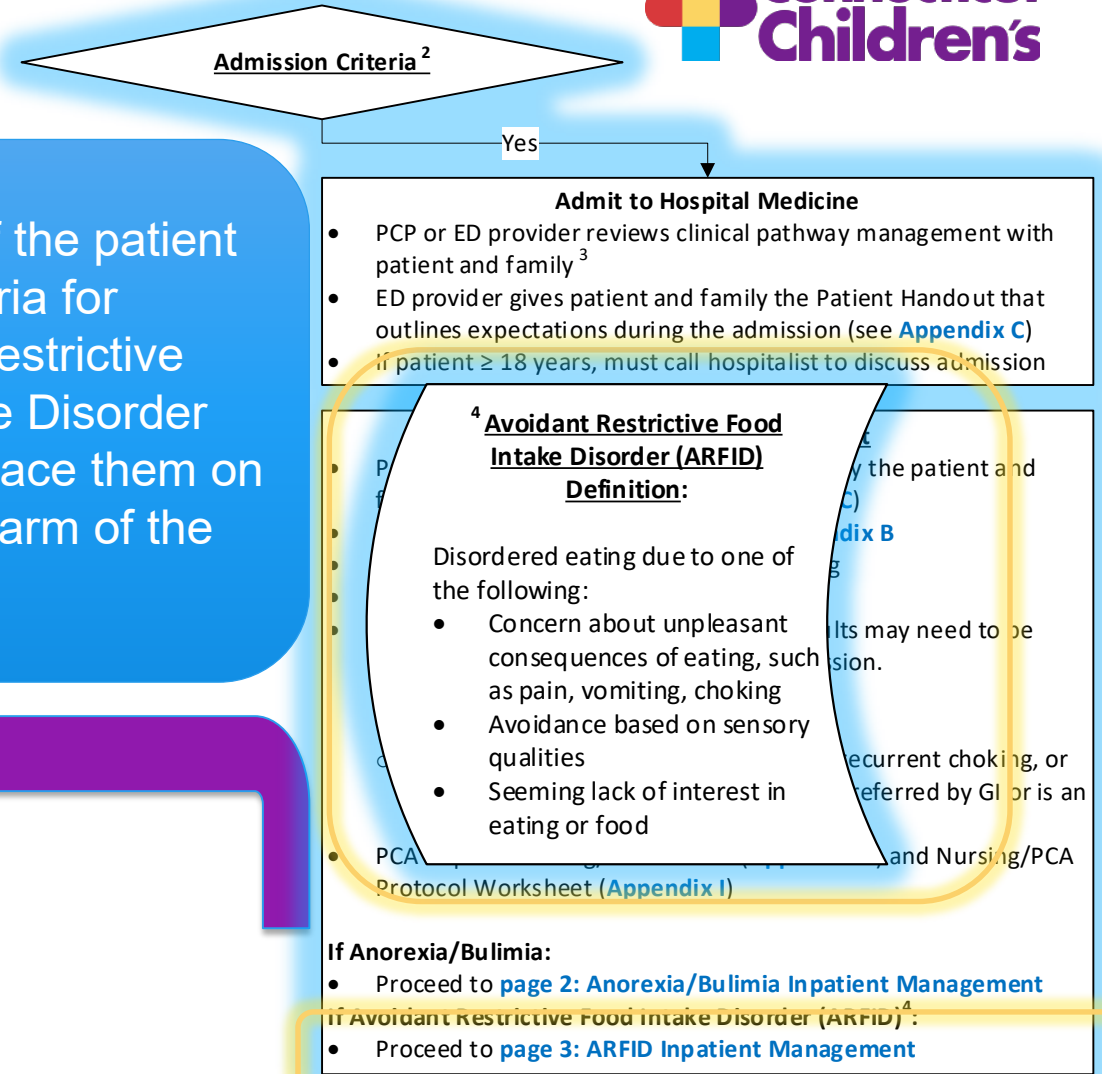 Children's
Admission Criteria 2
Yes
f the patient
ria for
estrictive
e Disorder
ace them on
arm of the
Admit to Hospital Medicine
• PCP or ED provider reviews clinical pathway management with
patient and family 3
• ED provider gives patient and family the Patient Handout that
outlines expectations during the admission (see Appendix C)
• If patient ≥ 18 years, must call hospitalist to discuss admission
4 Avoidant Restrictive Food
Intake Disorder (ARFID)
Definition:
Disordered eating due to one of
the following:
• Concern about unpleasant
consequences of eating, such
as pain, vomiting, choking
• Avoidance based on sensory
qualities
• Seeming lack of interest in
eating or food
y the patient and
C)
dix B
g
lts may need to be
sion.
ecurrent choking, or
eferred by GI or is an
• PCA and Nursing/PCA
Protocol Worksheet (Appendix I)
If Anorexia/Bulimia:
• Proceed to page 2: Anorexia/Bulimia Inpatient Management
If Avoidant Restrictive Food Intake Disorder (ARFID)4:
• Proceed to page 3: ARFID Inpatient Management